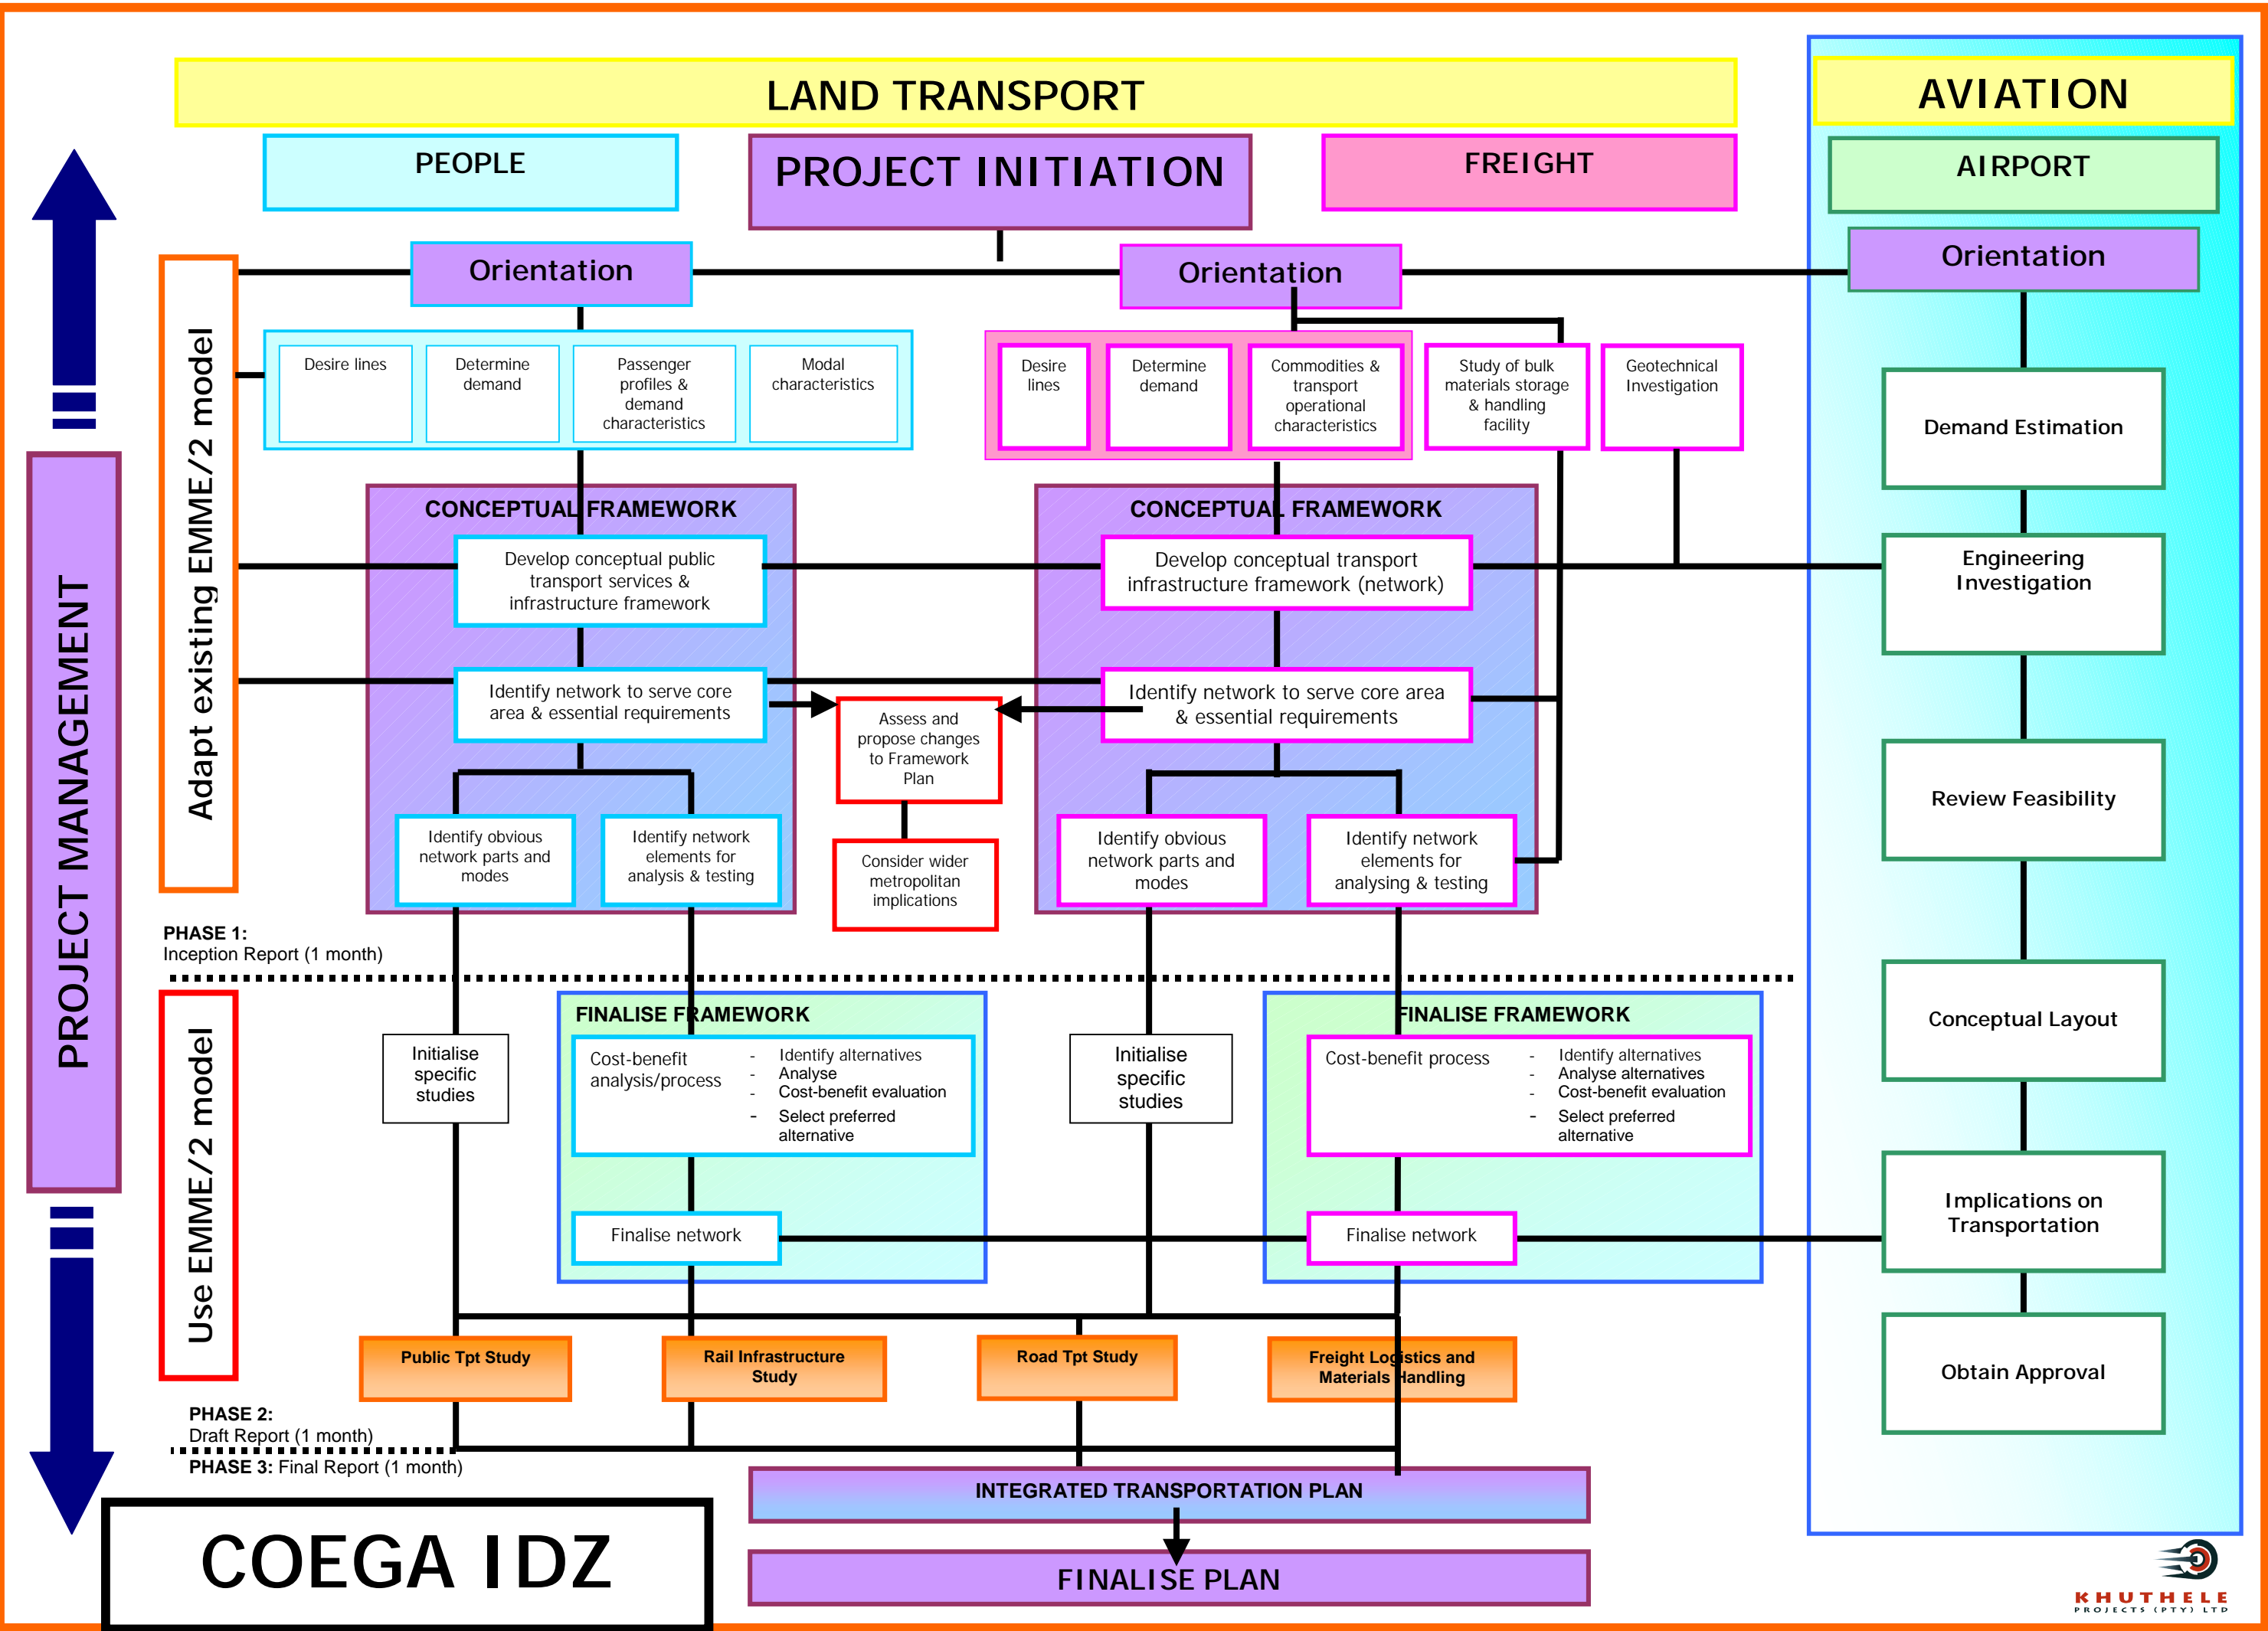 LAND TRANSPORT
AVIATION
PEOPLE
PROJECT INITIATION
FREIGHT
AIRPORT
Orientation
Orientation
Orientation
PROJECT MANAGEMENT
Adapt existing EMME/2 model
Desire lines
Determine
demand
Passenger
profiles &
demand
characteristics
Modal
characteristics
Desire
lines
Determine
demand
Commodities &
transport
operational
characteristics
Study of bulk
materials storage
& handling
facility
Geotechnical
Investigation
Demand Estimation
CONCEPTUAL FRAMEWORK
CONCEPTUAL FRAMEWORK
Develop conceptual public
transport services &
infrastructure framework
Develop conceptual transport
infrastructure framework (network)
Engineering
Investigation
Identify network to serve core
area & essential requirements
Assess and
propose changes
to Framework
Plan
Identify network to serve core area
& essential requirements
Review Feasibility
Identify obvious
network parts and
modes
Identify network
elements for
analysis & testing
Consider wider
metropolitan
implications
Identify obvious
network parts and
modes
Identify network
elements for
analysing & testing
PHASE 1:
Inception Report (1 month)
Use EMME/2 model
FINALISE FRAMEWORK
FINALISE FRAMEWORK
Initialise
specific
studies
Cost-benefit
analysis/process
- Identify alternatives
- Analyse
- Cost-benefit evaluation
- Select preferred
alternative
Initialise
specific
studies
Cost-benefit process
- Identify alternatives
- Analyse alternatives
- Cost-benefit evaluation
- Select preferred
alternative
Conceptual Layout
Finalise network
Finalise network
Implications on
Transportation
Public Tpt Study
Rail Infrastructure
Study
Road Tpt Study
Freight Logistics and
Materials Handling
Obtain Approval
PHASE 2:
Draft Report (1 month)
PHASE 3: Final Report (1 month)
INTEGRATED TRANSPORTATION PLAN
COEGA IDZ
FINALISE PLAN
KHUTHELE
PROJECTS (PTY) LTD